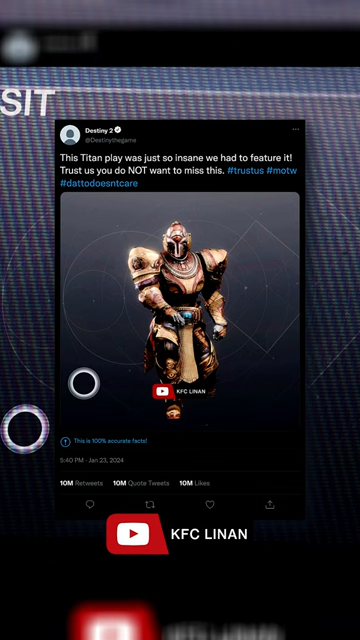 SIT
Destiny 2
@Destinythegame
This Titan play was just so insane we had to feature it!
Trust us you do NOT want to miss this. #trustus #motw
#dattodoesntcare
KFC LINAN
This is 100% accurate facts!
5:40 PM · Jan 23, 2024
10M Retweets 10M Quote Tweets 10M Likes
KFC LINAN